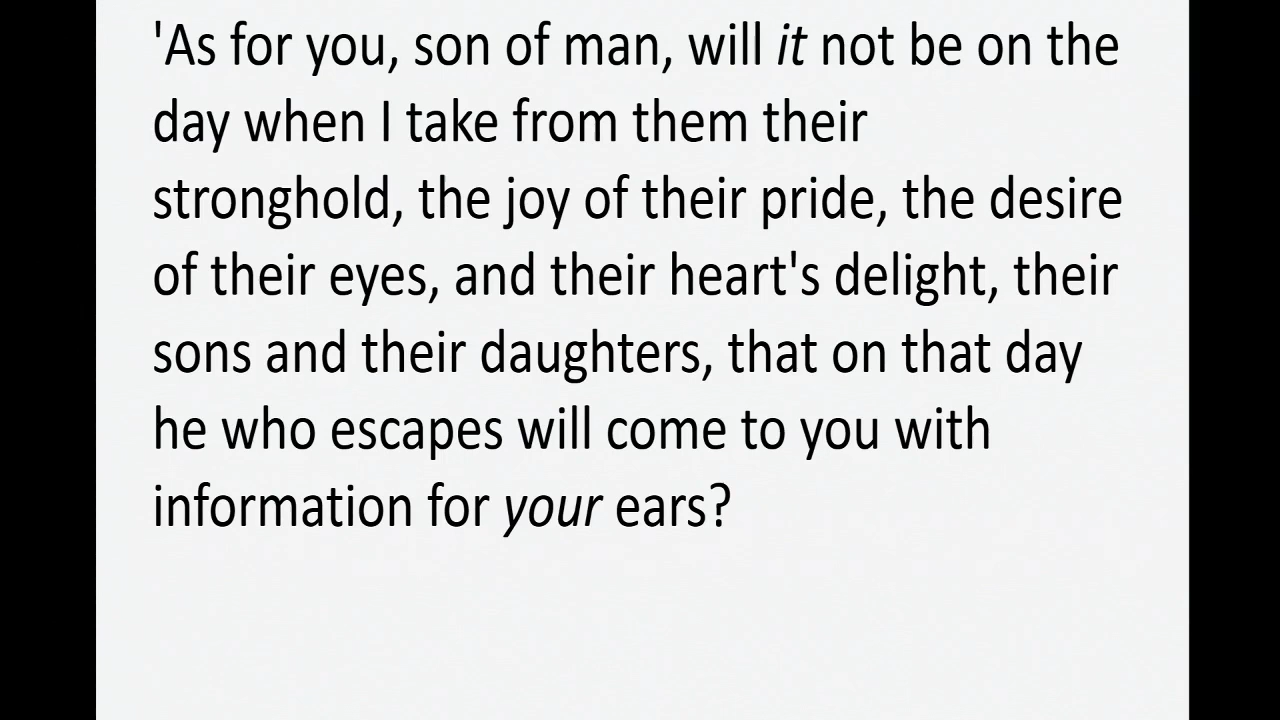 'As for you, son of man, will it not be on the
day when I take from them their
stronghold, the joy of their pride, the desire
of their eyes, and their heart's delight, their
sons and their daughters, that on that day
he who escapes will come to you with
information for your ears?